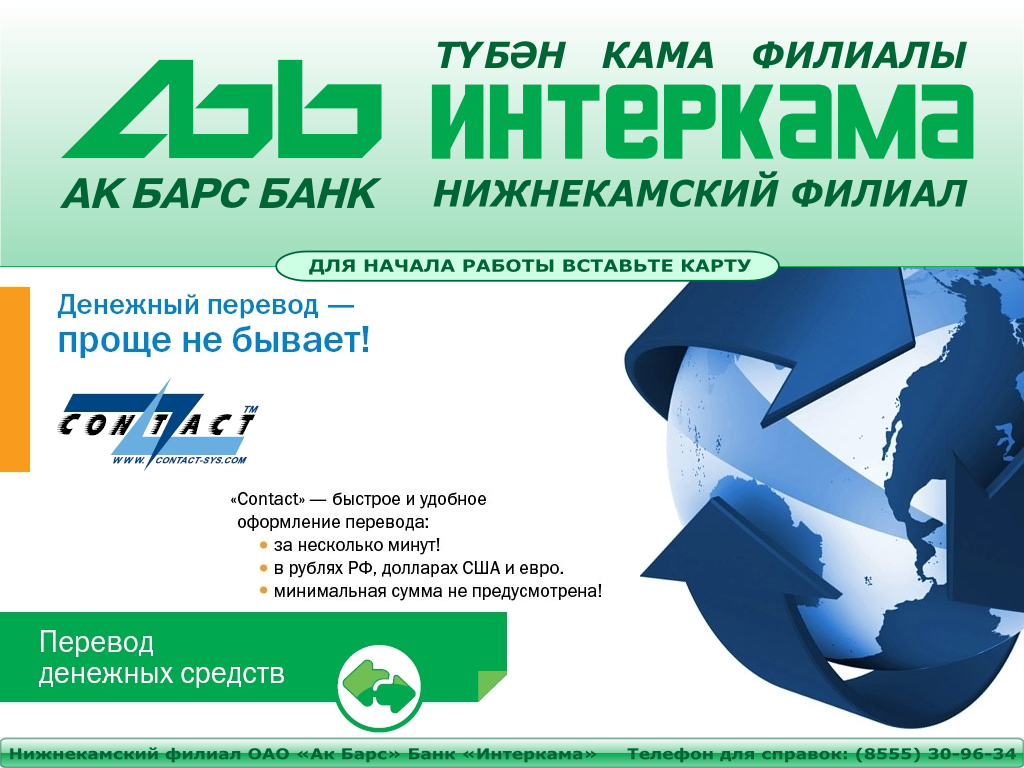 АК БАРС БАНК
ТҮБӘН КАМА ФИЛИАЛЫ
ИНТЕРКАМА
НИЖНЕКАМСКИЙ ФИЛИАЛ
ДЛЯ НАЧАЛА РАБОТЫ ВСТАВЬТЕ КАРТУ
Денежный перевод —
проще не бывает!
CONTACT™
WWW.CONTACT-SYS.COM
«Contact» — быстрое и удобное
оформление перевода:
• за несколько минут!
• в рублях РФ, долларах США и евро.
• минимальная сумма не предусмотрена!
Перевод
денежных средств
Нижнекамский филиал ОАО «Ак Барс» Банк «Интеркама» Телефон для справок: (8555) 30-96-34